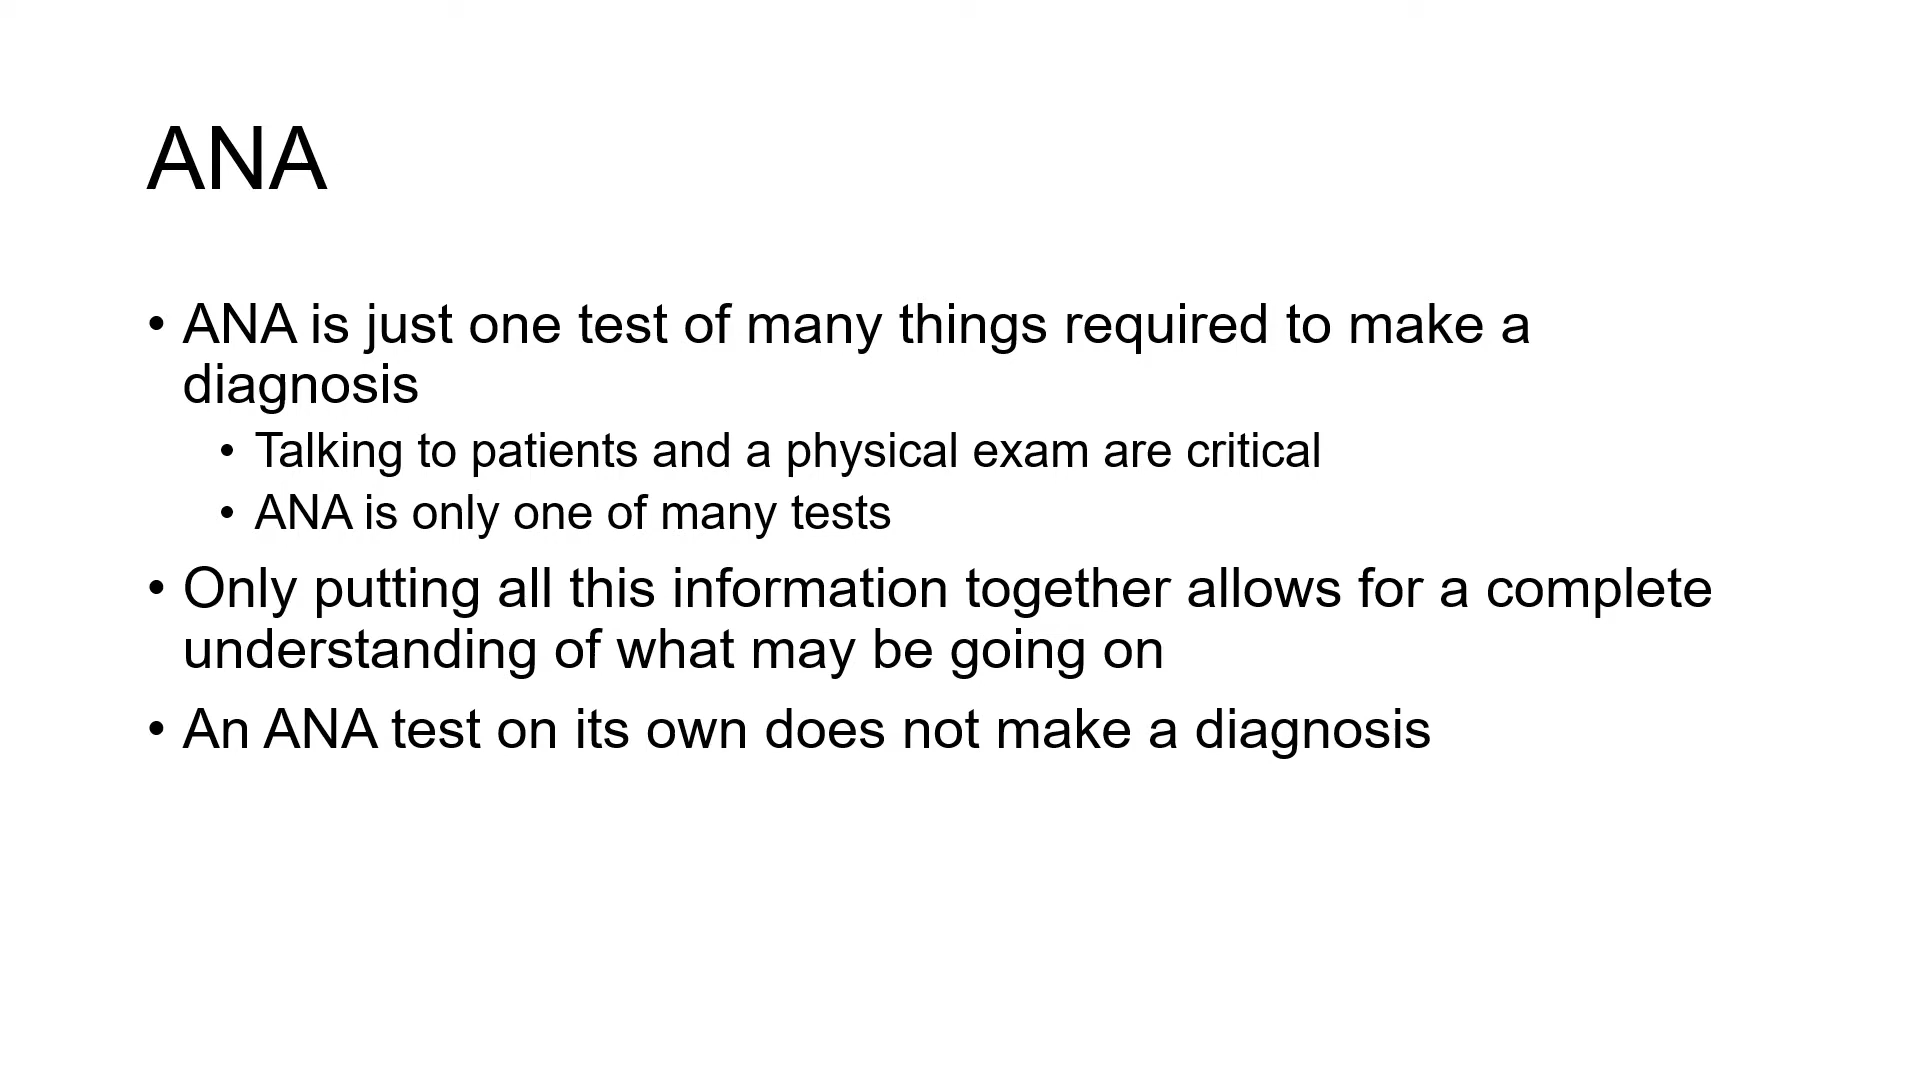 ANA
• ANA is just one test of many things required to make a
diagnosis
• Talking to patients and a physical exam are critical
• ANA is only one of many tests
• Only putting all this information together allows for a complete
understanding of what may be going on
• An ANA test on its own does not make a diagnosis